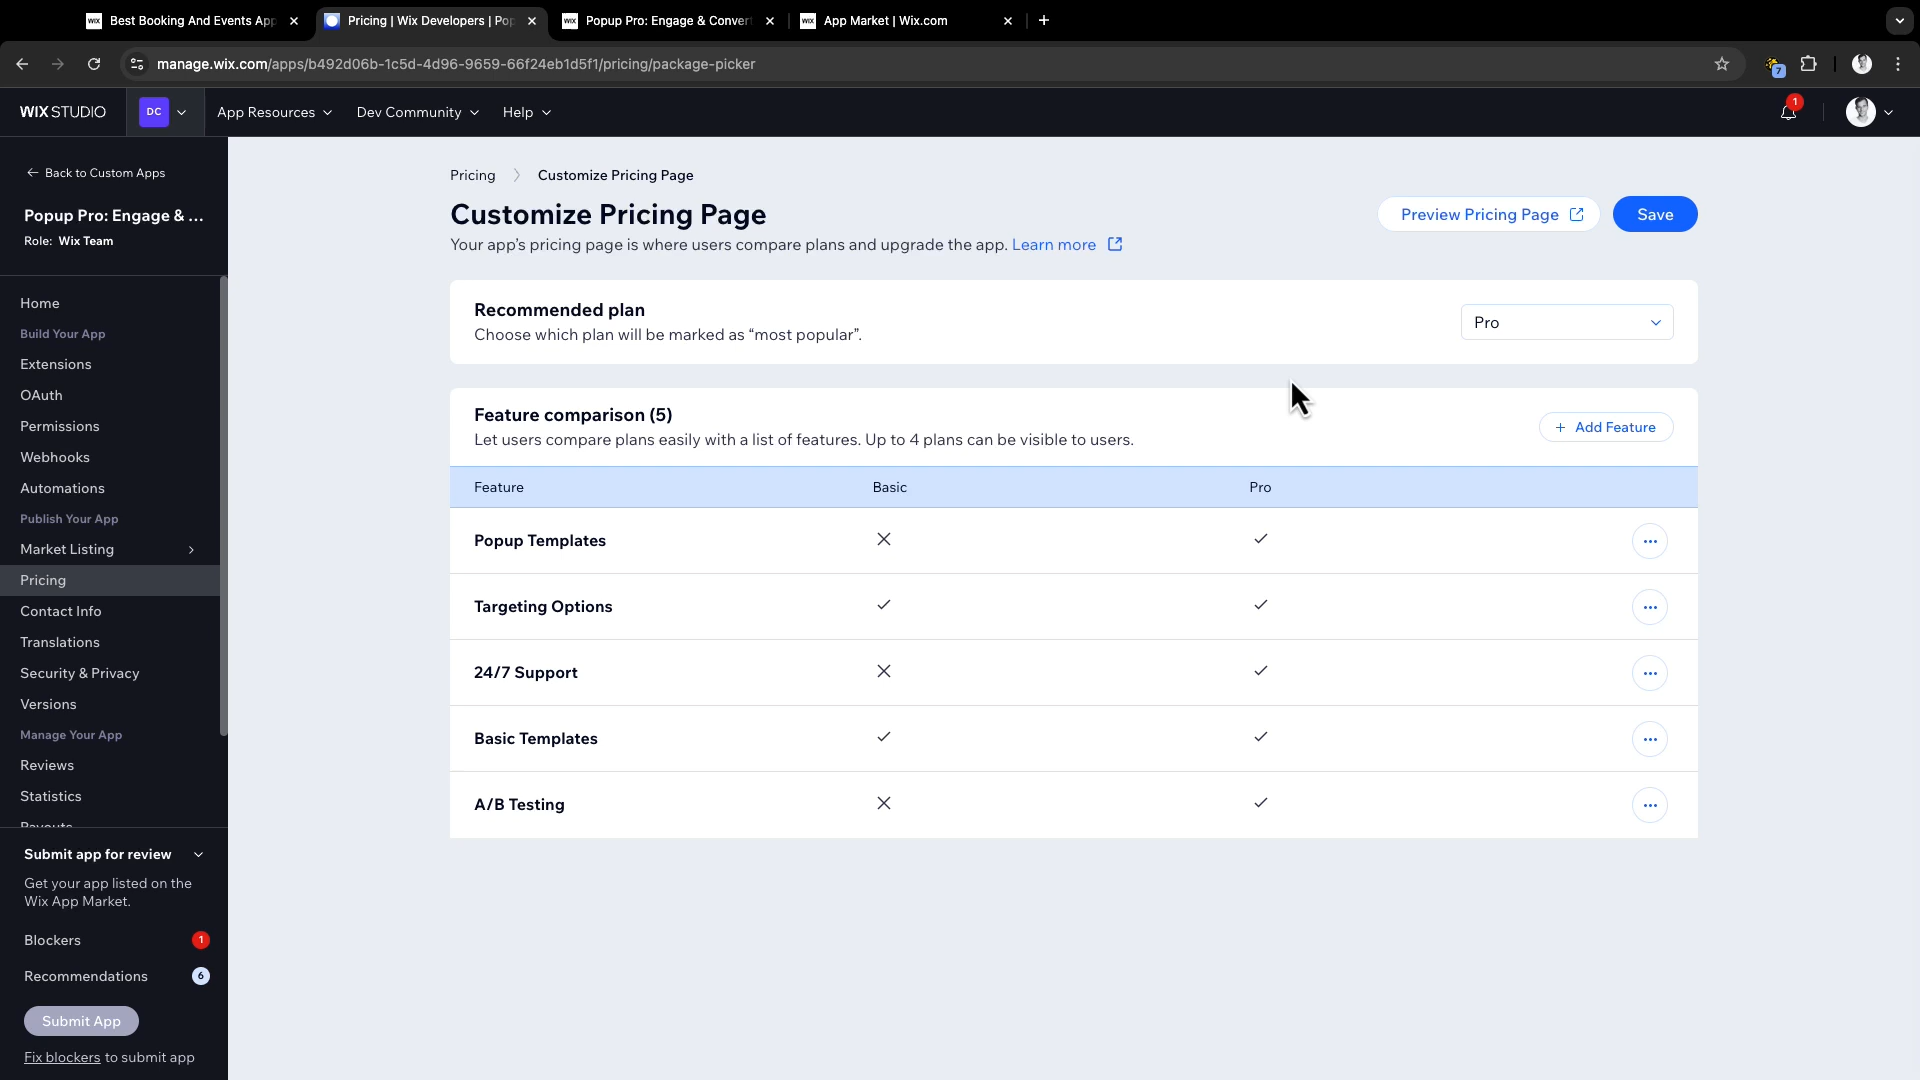 WIX Best Booking And Events App
Pricing | Wix Developers | Pop
WIX Popup Pro: Engage & Convert
WIX App Market | Wix.com
manage.wix.com/apps/b492d06b-1c5d-4d96-9659-66f24eb1d5f1/pricing/package-picker
7
WIX STUDIO
DC
App Resources
Dev Community
Help
1
Back to Custom Apps
Popup Pro: Engage & ...
Role: Wix Team
Home
Build Your App
Extensions
OAuth
Permissions
Webhooks
Automations
Publish Your App
Market Listing
Pricing
Contact Info
Translations
Security & Privacy
Versions
Manage Your App
Reviews
Statistics
Payouts
Submit app for review
Get your app listed on the
Wix App Market.
Blockers 1
Recommendations 6
Submit App
Fix blockers to submit app
Pricing Customize Pricing Page
Customize Pricing Page
Your app's pricing page is where users compare plans and upgrade the app. Learn more
Preview Pricing Page
Save
Recommended plan
Choose which plan will be marked as “most popular”.
Pro
Feature comparison (5)
Let users compare plans easily with a list of features. Up to 4 plans can be visible to users.
+ Add Feature
Feature Basic Pro
Popup Templates
Targeting Options
24/7 Support
Basic Templates
A/B Testing